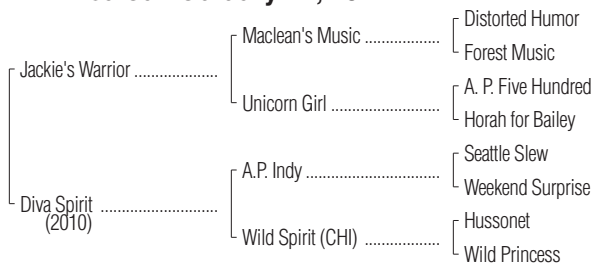 Distorted Humor
Maclean's Music ....................
Forest Music
Jackie's Warrior ......................
A. P. Five Hundred
Unicorn Girl .............................
Horah for Bailey
Seattle Slew
A.P. Indy ...................................
Weekend Surprise
Diva Spirit ...............................
(2010)
Hussonet
Wild Spirit (CHI) ....................
Wild Princess